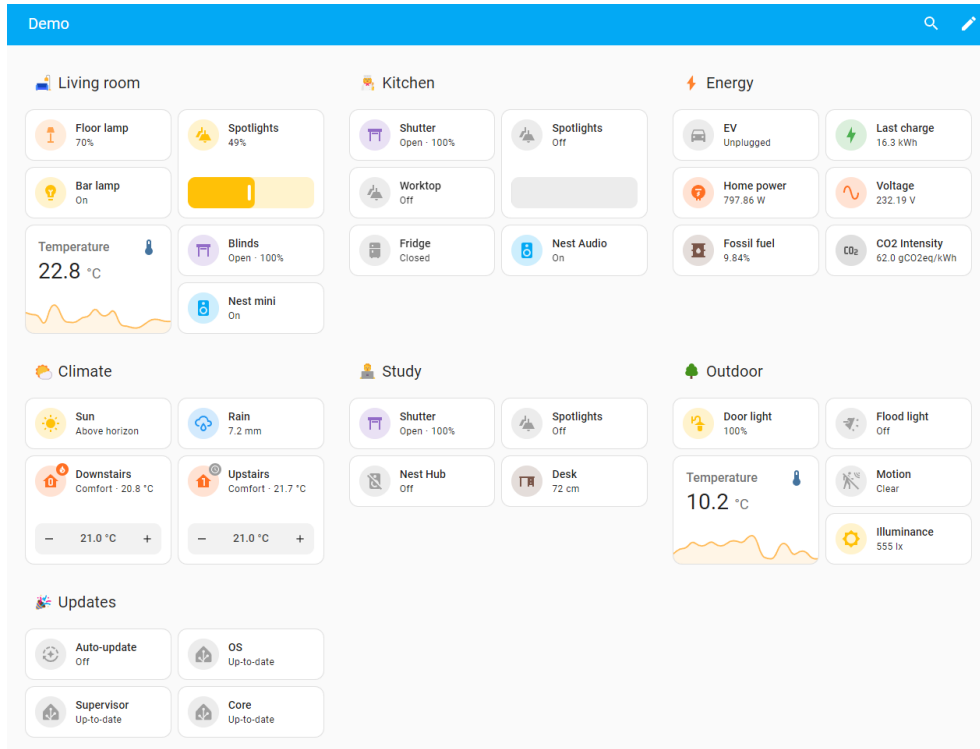 Demo
Living room
Floor lamp
70%
Spotlights
49%
Bar lamp
On
Temperature
22.8 °C
Blinds
Open · 100%
Nest mini
On
Kitchen
Shutter
Open · 100%
Spotlights
Off
Worktop
Off
Fridge
Closed
Nest Audio
On
Energy
EV
Unplugged
Last charge
16.3 kWh
Home power
797.86 W
Voltage
232.19 V
Fossil fuel
9.84%
CO2
CO2 Intensity
62.0 gCO2eq/kWh
Climate
Sun
Above horizon
Rain
7.2 mm
0
Downstairs
Comfort · 20.8 °C
− 21.0 °C +
1
Upstairs
Comfort · 21.7 °C
− 21.0 °C +
Study
Shutter
Open · 100%
Spotlights
Off
Nest Hub
Off
Desk
72 cm
Outdoor
Door light
100%
Flood light
Off
Temperature
10.2 °C
Motion
Clear
Illuminance
555 lx
Updates
Auto-update
Off
OS
Up-to-date
Supervisor
Up-to-date
Core
Up-to-date